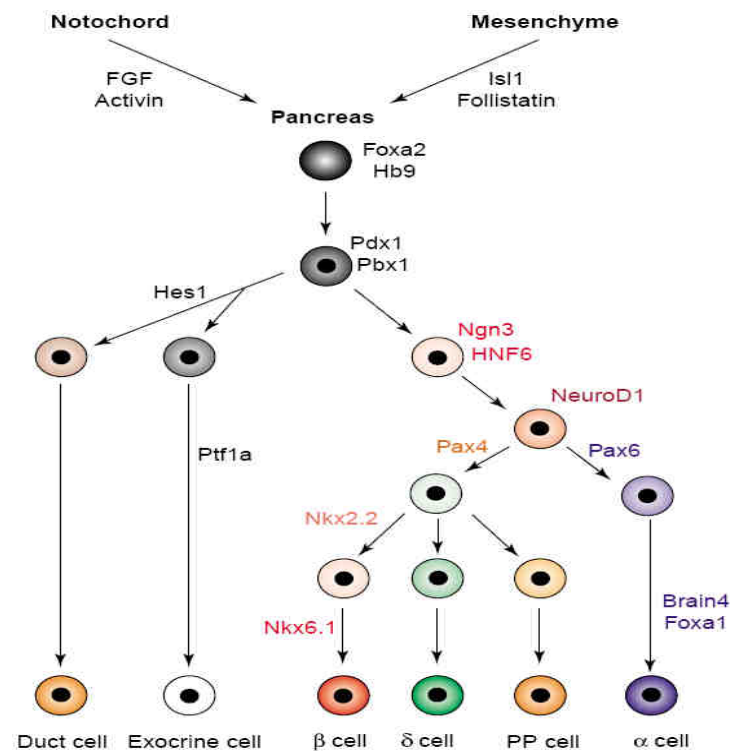 Notochord
Mesenchyme
FGF
Activin
Isl1
Follistatin
Pancreas
Foxa2
Hb9
Pdx1
Pbx1
Hes1
Ngn3
HNF6
NeuroD1
Pax4
Pax6
Ptf1a
Nkx2.2
Nkx6.1
Brain4
Foxa1
Duct cell
Exocrine cell
β cell
δ cell
PP cell
α cell